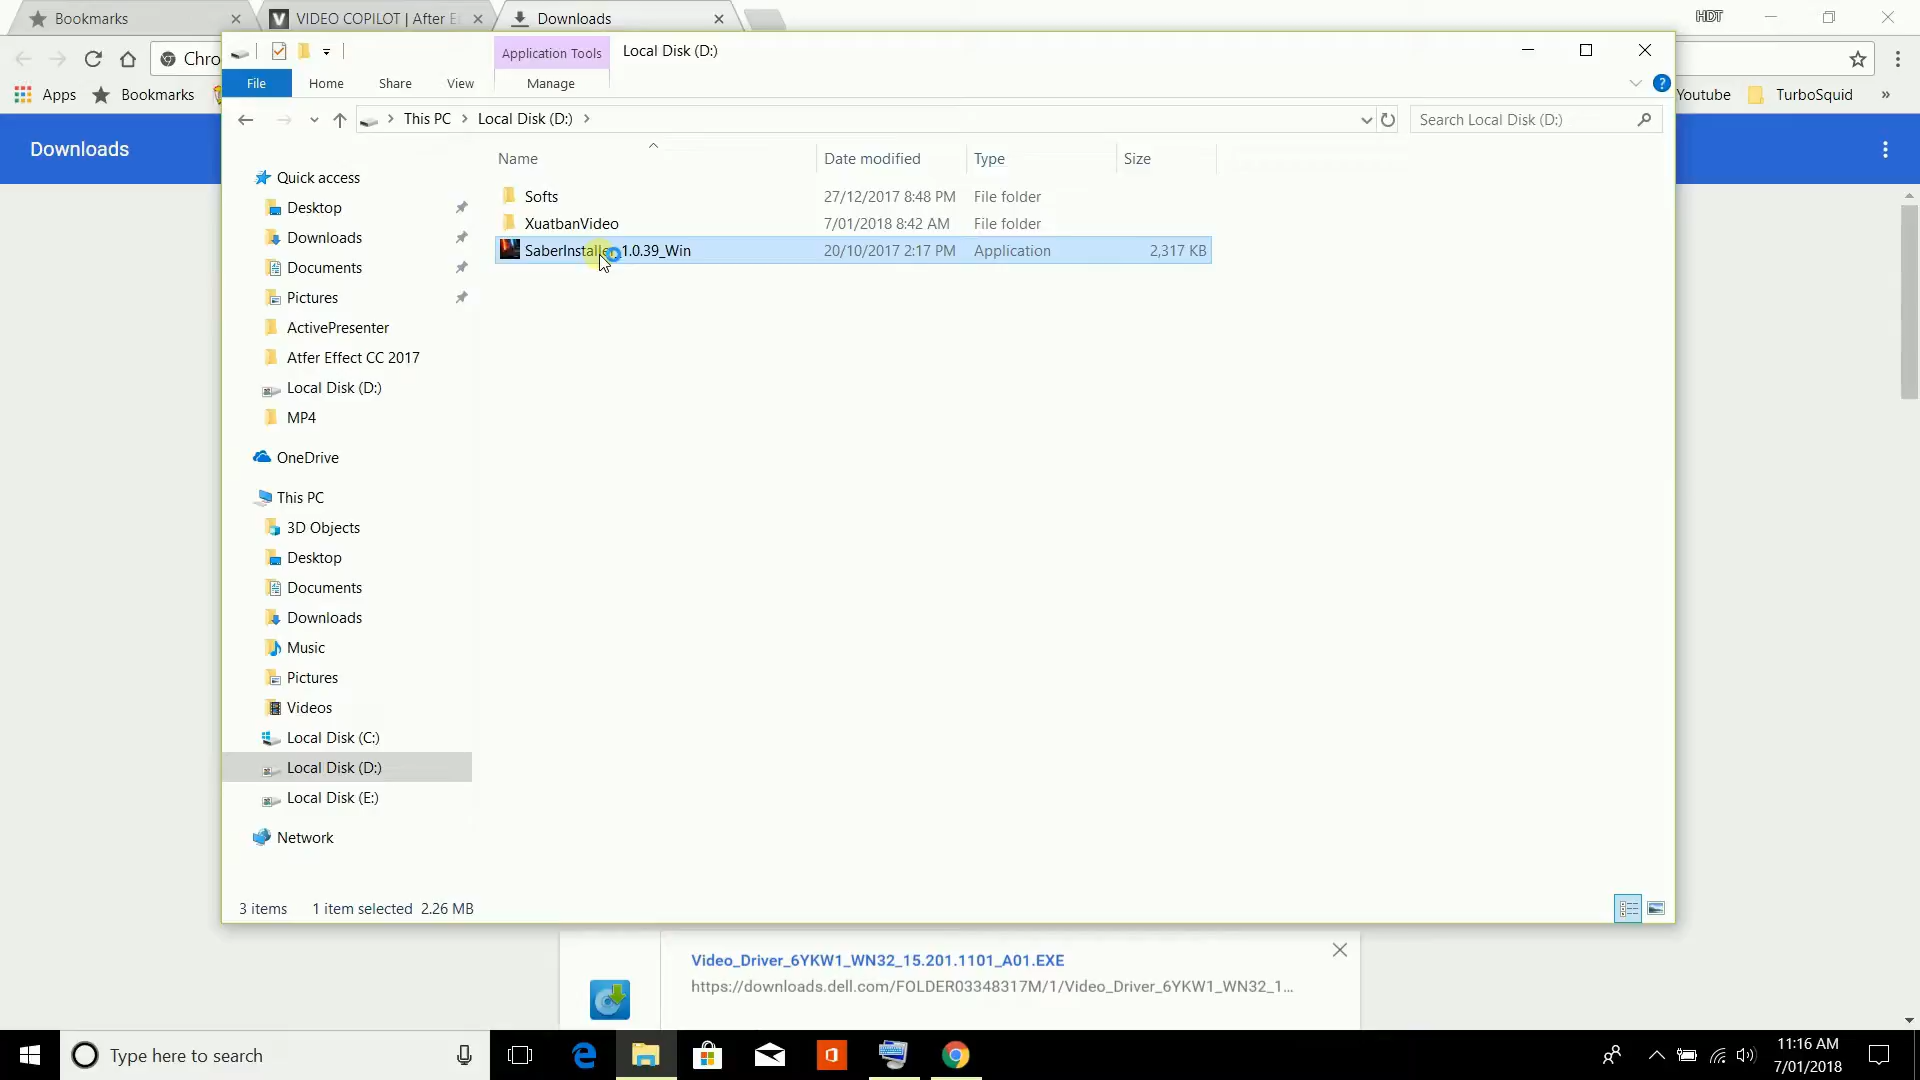 Bookmarks
VIDEO COPILOT | After E
Downloads
HDT
Chro
Application Tools
Local Disk (D:)
File
Home
Share
View
Manage
Apps
Bookmarks
Youtube
TurboSquid
»
This PC
Local Disk (D:)
Search Local Disk (D:)
Downloads
Name
Date modified
Type
Size
Quick access
Desktop
Downloads
Documents
Pictures
ActivePresenter
Atfer Effect CC 2017
Local Disk (D:)
MP4
OneDrive
This PC
3D Objects
Desktop
Documents
Downloads
Music
Pictures
Videos
Local Disk (C:)
Local Disk (D:)
Local Disk (E:)
Network
Softs 27/12/2017 8:48 PM File folder
XuatbanVideo 7/01/2018 8:42 AM File folder
SaberInstalle 1.0.39_Win 20/10/2017 2:17 PM Application 2,317 KB
3 items 1 item selected 2.26 MB
Video_Driver_6YKW1_WN32_15.201.1101_A01.EXE
https://downloads.dell.com/FOLDER03348317M/1/Video_Driver_6YKW1_WN32_1...
Type here to search
11:16 AM
7/01/2018